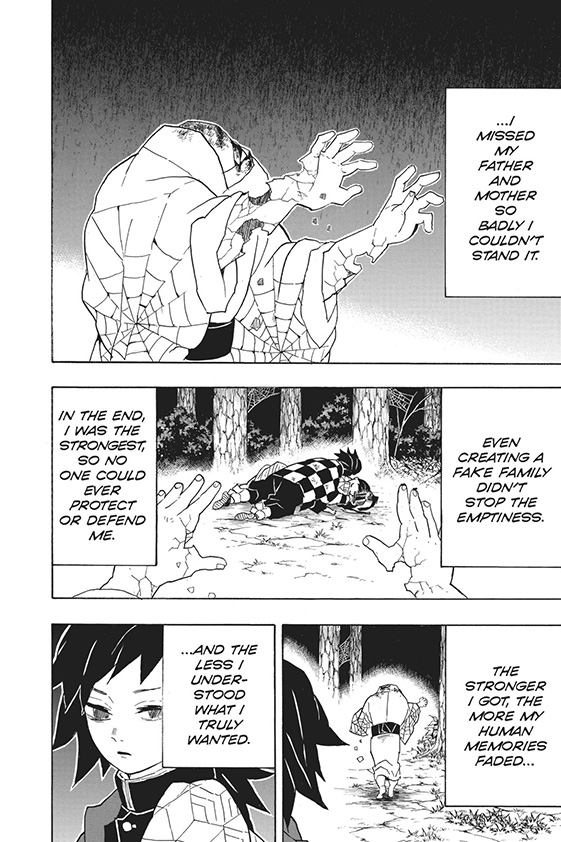 ...I
MISSED
MY
FATHER
AND
MOTHER
SO
BADLY I
COULDN'T
STAND IT.
EVEN
CREATING A
FAKE FAMILY
DIDN'T
STOP THE
EMPTINESS.
IN THE END,
I WAS THE
STRONGEST,
SO NO
ONE COULD
EVER
PROTECT
OR DEFEND
ME.
THE
STRONGER
I GOT, THE
MORE MY
HUMAN
MEMORIES
FADED...
...AND THE
LESS I
UNDER-
STOOD
WHAT I
TRULY
WANTED.